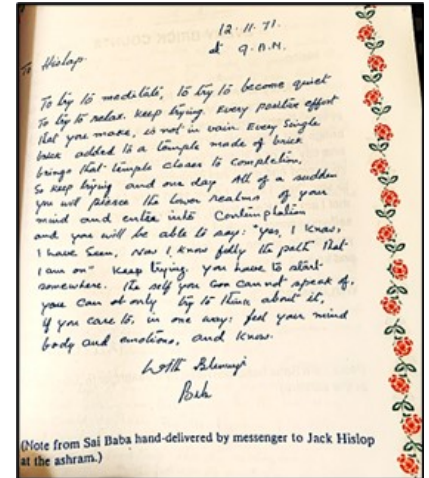 12.11.71.
at 9.A.M.
To Hislop.
To try to meditate, to try to become quiet
To try to relax. keep trying. Every positive effort
that you make, is not in vain. Every Single
brick added to a temple made of brick
brings that temple closer to completion,
So keep trying and one day All of a sudden
you will pierce the lower realms of your
mind and enter into Contemplation
and you will be able to say: "yes, I know,
I have Seen, Now I know fully the path that
I am on" keep trying. you have to start
somewhere. The self you can cannot speak of,
you can only try to think about it,
if you care to, in one way: feel your mind
body and emotions, and know.
With Blessings
Baba
(Note from Sai Baba hand-delivered by messenger to Jack Hislop
at the ashram.)